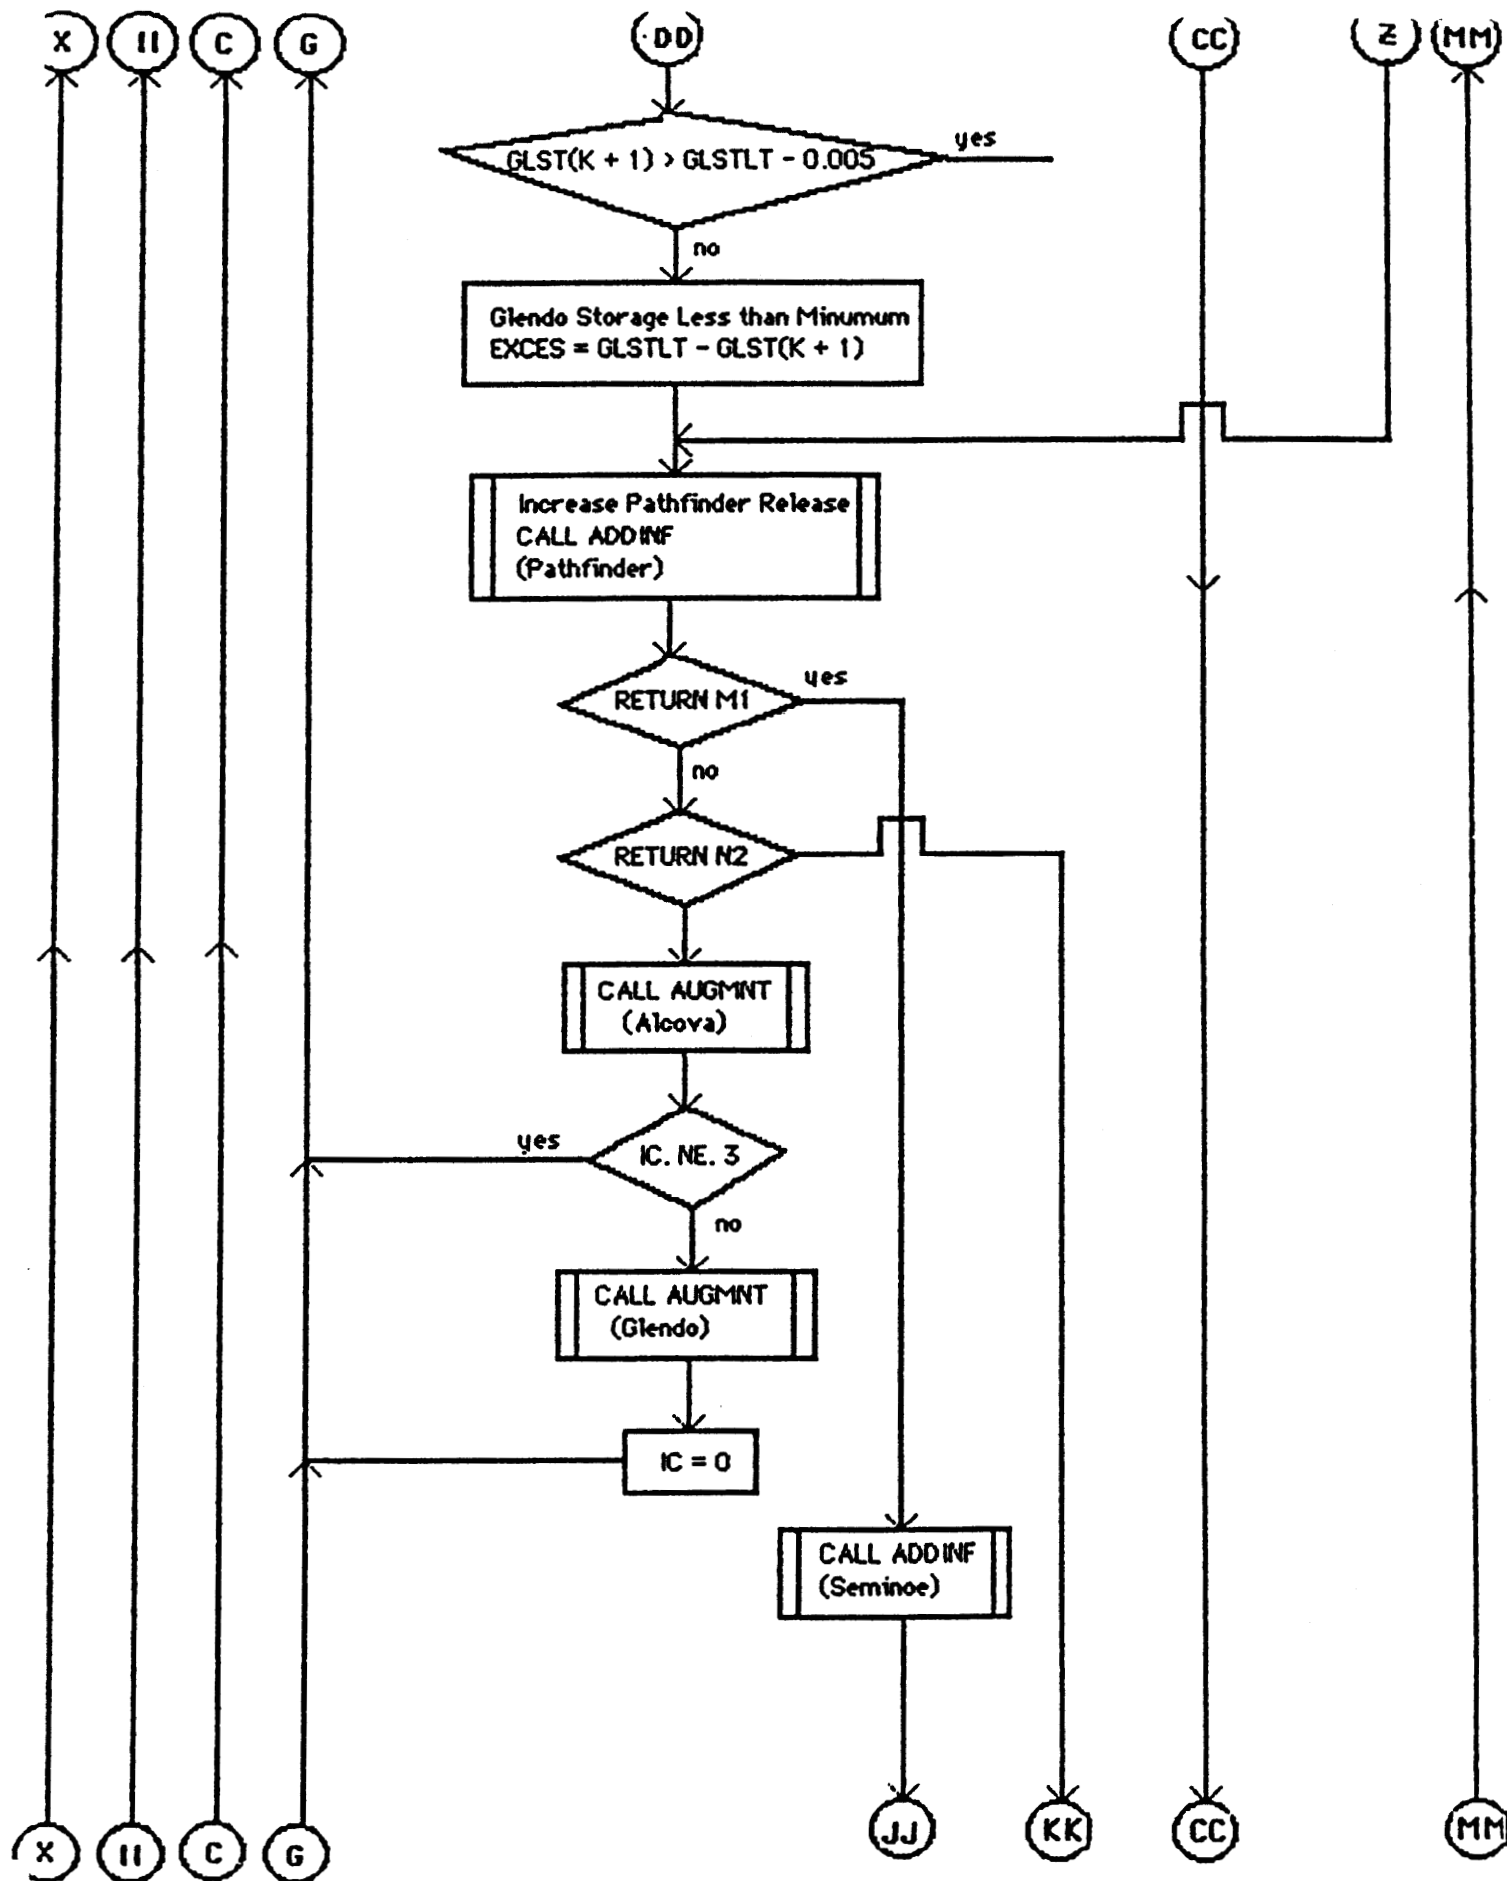 X II C G DD CC Z MM
GLST(K + 1) > GLSTLT - 0.005
yes
no
Glendo Storage Less than Minumum
EXCES = GLSTLT - GLST(K + 1)
Increase Pathfinder Release
CALL ADDINF
(Pathfinder)
RETURN M1
yes
no
RETURN N2
CALL AUGMNT
(Alcova)
yes
IC. NE. 3
no
CALL AUGMNT
(Glendo)
IC = 0
CALL ADDINF
(Seminoe)
X II C G JJ KK CC MM